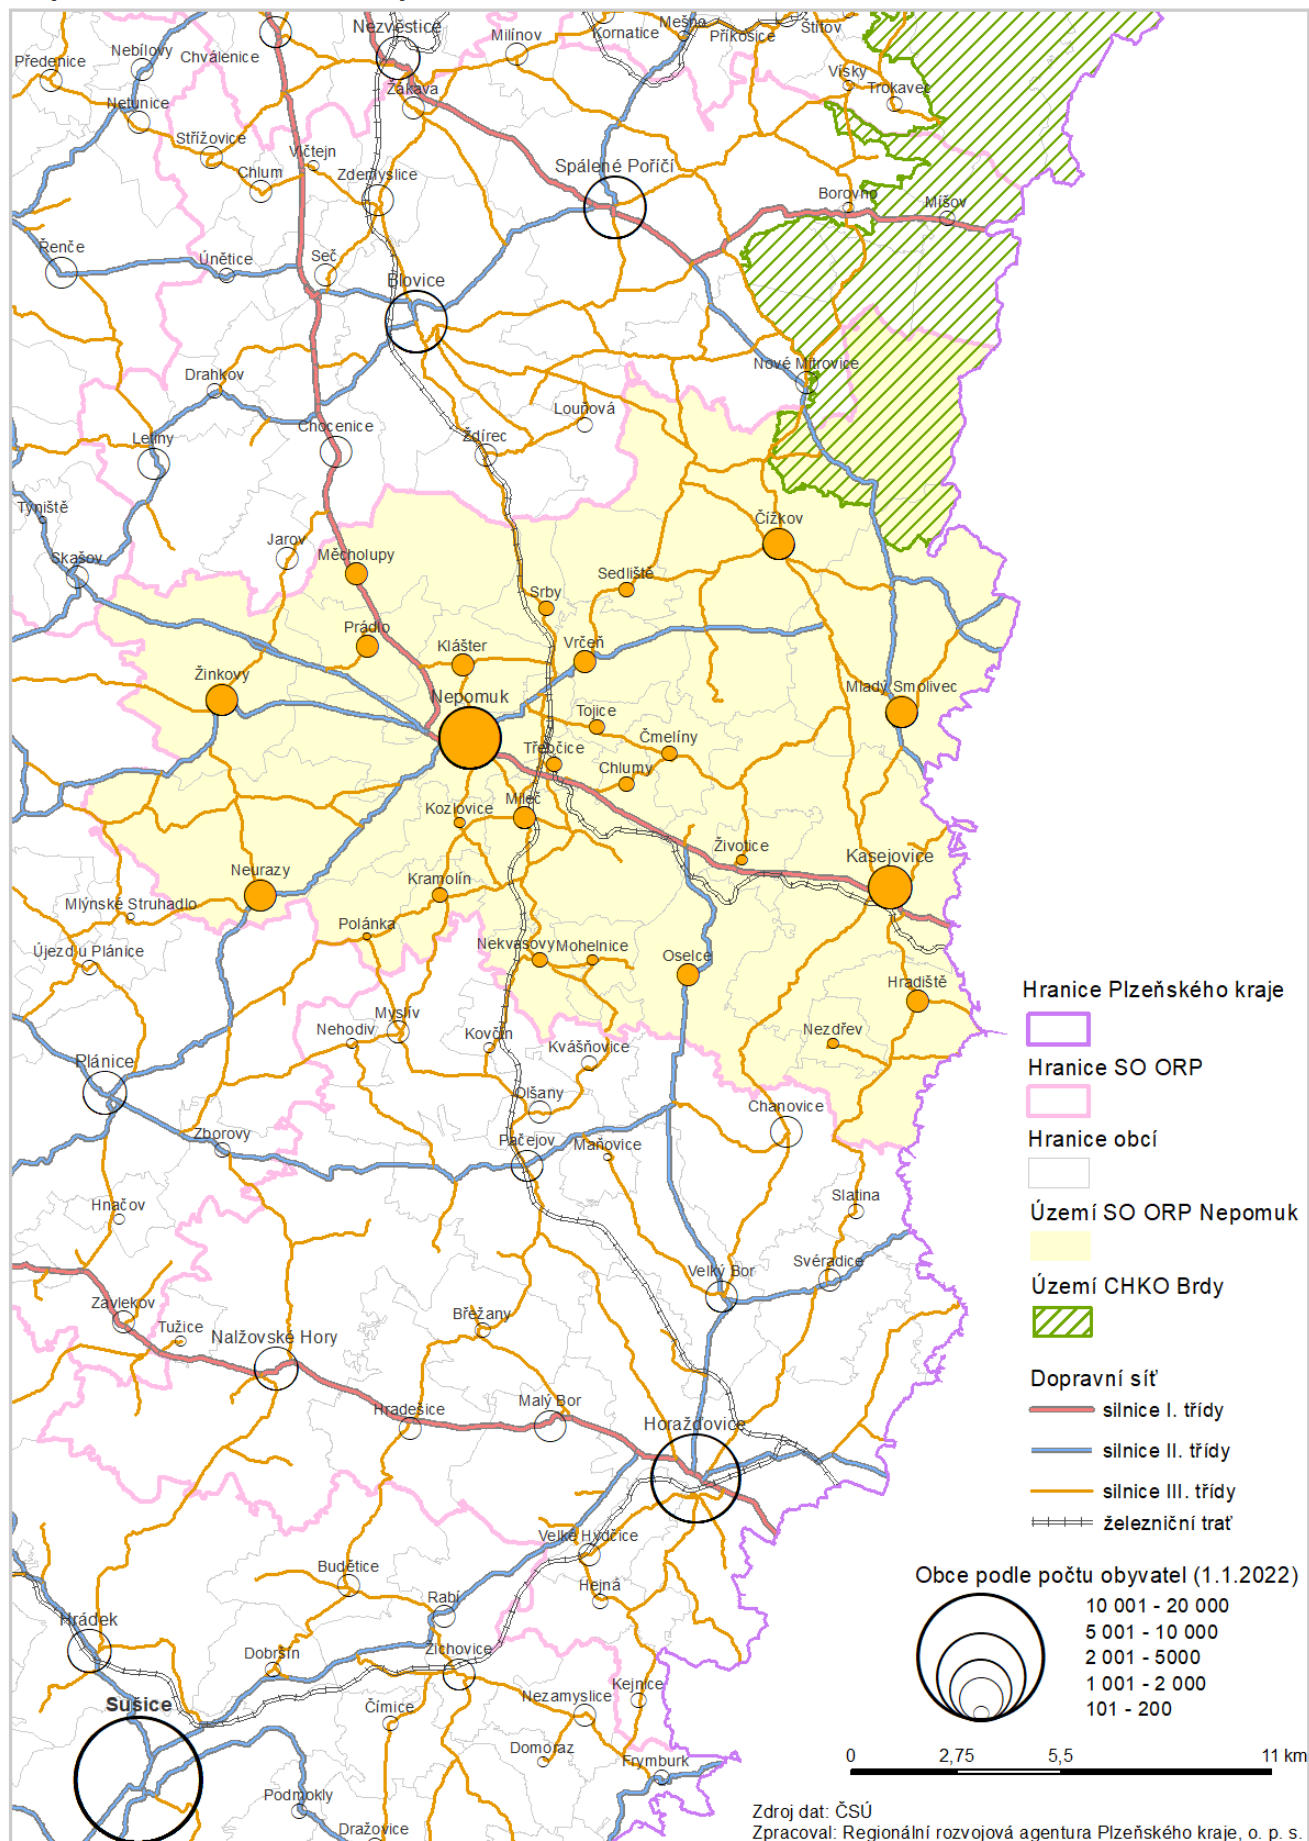 Nezvěstice
Mešno
Štítov
Milínov
Kornatice
Příkosice
Nebílovy
Chválenice
Předenice
Vísky
Žákava
Trokavec
Netunice
Střížovice
Vlčtejn
Spálené Poříčí
Chlum
Zdemyslice
Borovno
Míšov
Řenče
Únětice
Seč
Blovice
Nové Mitrovice
Drahkov
Louňová
Chocenice
Letiny
Ždírec
Týniště
Čížkov
Jarov
Skašov
Měcholupy
Sedliště
Srby
Prádlo
Klášter
Vrčeň
Žinkovy
Mladý Smolivec
Nepomuk
Tojice
Čmelíny
Třebčice
Chlumy
Kozlovice
Mileč
Životice
Kasejovice
Neurazy
Kramolín
Mlýnské Struhadlo
Polánka
Újezd u Plánice
Nekvasovy
Mohelnice
Oselce
Hradiště
Hranice Plzeňského kraje
Nehodiv
Myslív
Kovčín
Nezdřev
Kvášňovice
Plánice
Hranice SO ORP
Olšany
Chanovice
Zborovy
Pačejov
Maňovice
Hranice obcí
Hnačov
Slatina
Území SO ORP Nepomuk
Velký Bor
Svéradice
Území CHKO Brdy
Zavlekov
Tužice
Nalžovské Hory
Břežany
Dopravní síť
Hradešice
Malý Bor
Horažďovice
silnice I. třídy
silnice II. třídy
silnice III. třídy
železniční trať
Velké Hydčice
Budětice
Hejná
Obce podle počtu obyvatel (1.1.2022)
10 001 - 20 000
5 001 - 10 000
2 001 - 5000
1 001 - 2 000
101 - 200
Rabí
Hrádek
Dobršín
Žichovice
Kejnice
Nezamyslice
Sušice
Čímice
Domoraz
Frymburk
0 2,75 5,5 11 km
Podmokly
Dražovice
Zdroj dat: ČSÚ
Zpracoval: Regionální rozvojová agentura Plzeňského kraje, o. p. s.